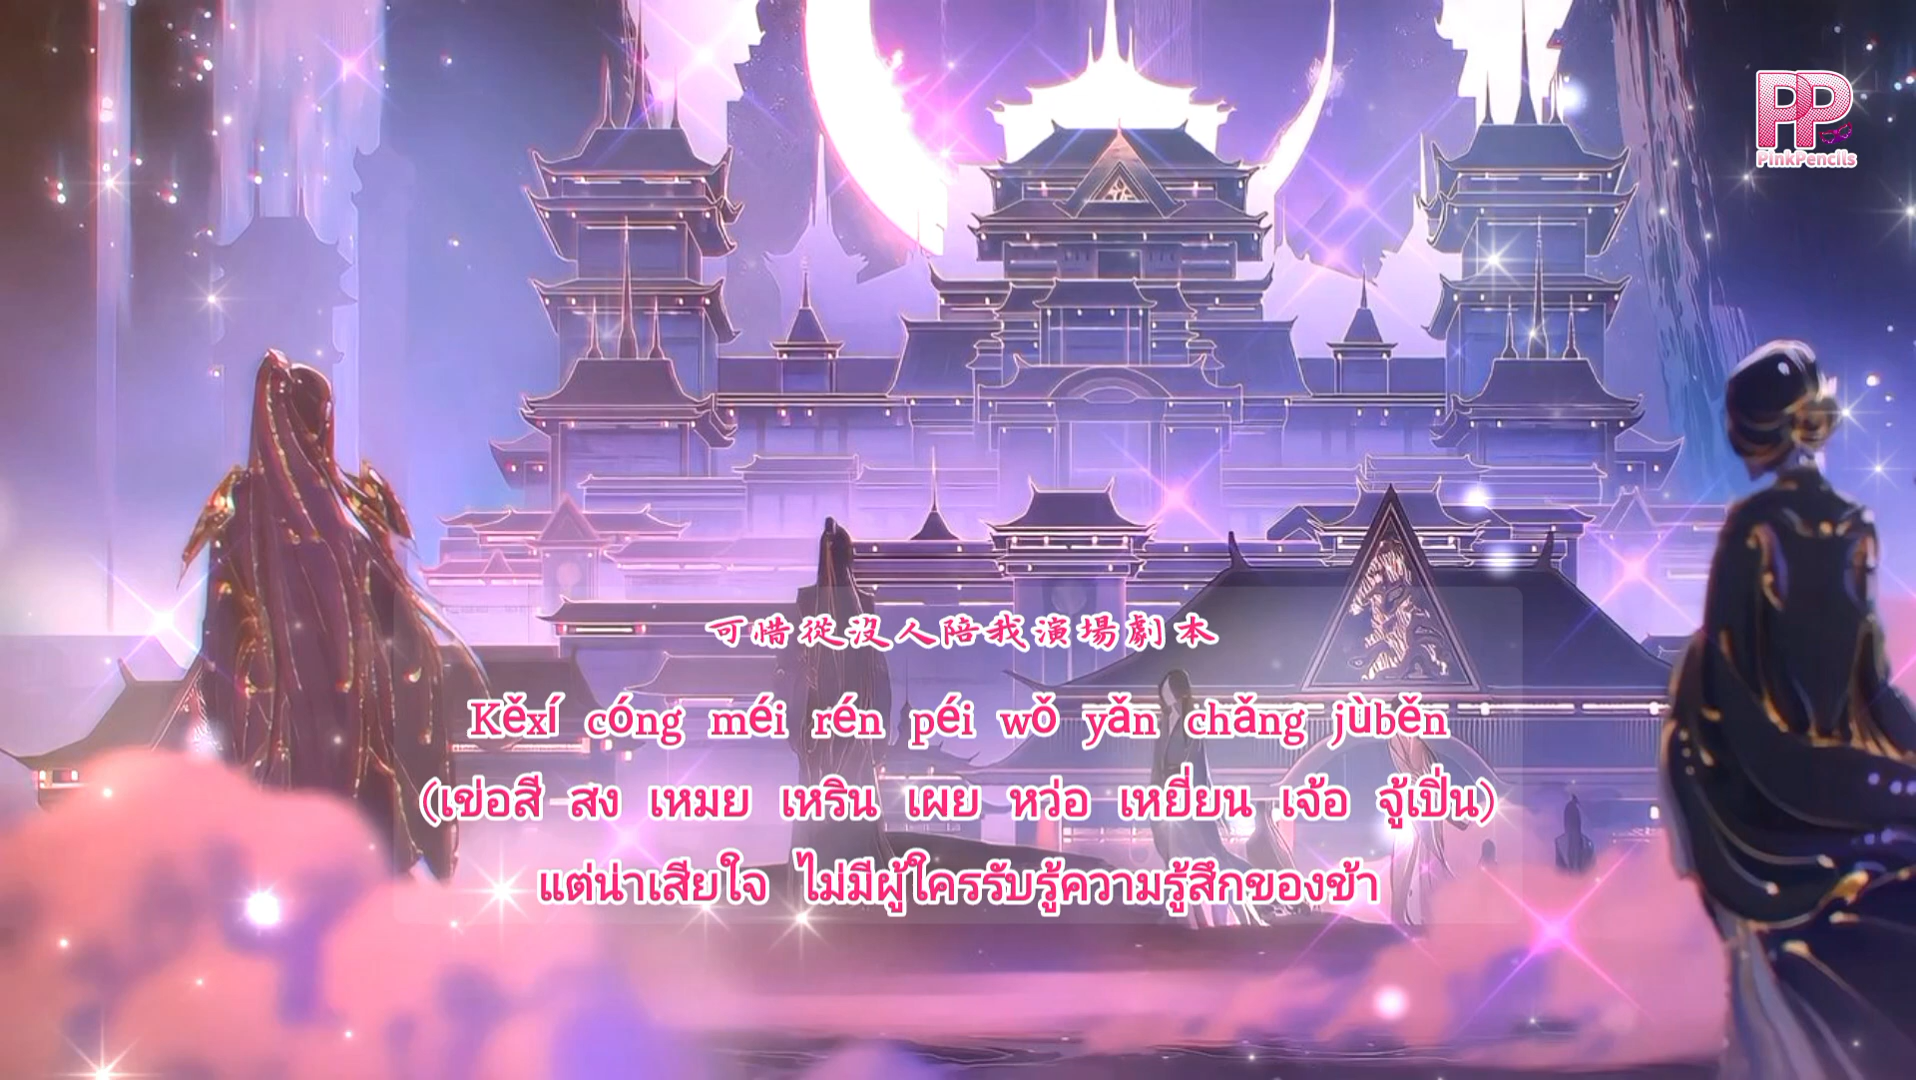 PP
PinkPencils
可惜從沒人陪我演場劇本
Kěxí cóng méi rén péi wǒ yǎn chǎng jùběn
(เข่อสี สง เหมย เหริน เผย หว่อ เหยี่ยน เจ้อ จู้เปิ่น)
แต่น่าเสียใจ ไม่มีผู้ใครรับรู้ความรู้สึกของข้า